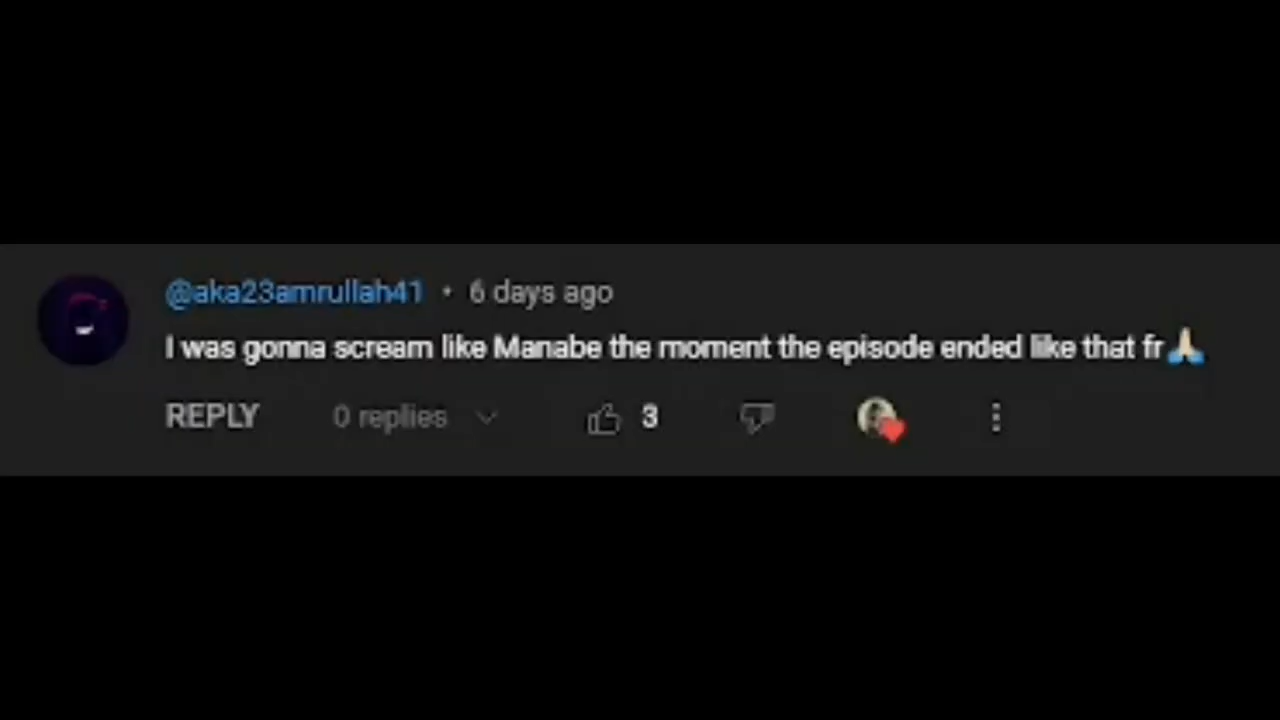 @aka23amrullah41 • 6 days ago
I was gonna scream like Manabe the moment the episode ended like that fr🙏🏻
REPLY 0 replies 3